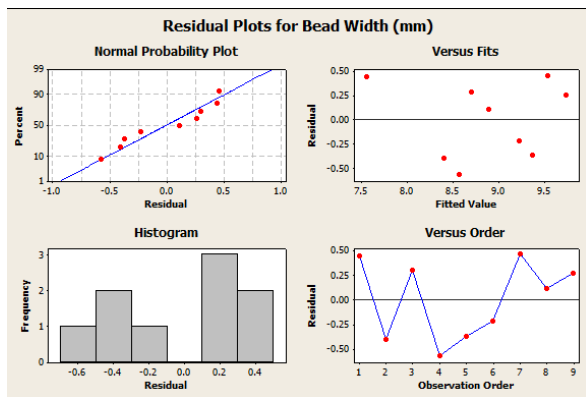 Residual Plots for Bead Width (mm)
Normal Probability Plot
99
90
50
10
1
Percent
-1.0 -0.5 0.0 0.5 1.0
Residual
Versus Fits
0.50
0.25
0.00
-0.25
-0.50
Residual
7.5 8.0 8.5 9.0 9.5
Fitted Value
Histogram
3
2
1
0
Frequency
-0.6 -0.4 -0.2 0.0 0.2 0.4
Residual
Versus Order
0.50
0.25
0.00
-0.25
-0.50
Residual
1 2 3 4 5 6 7 8 9
Observation Order